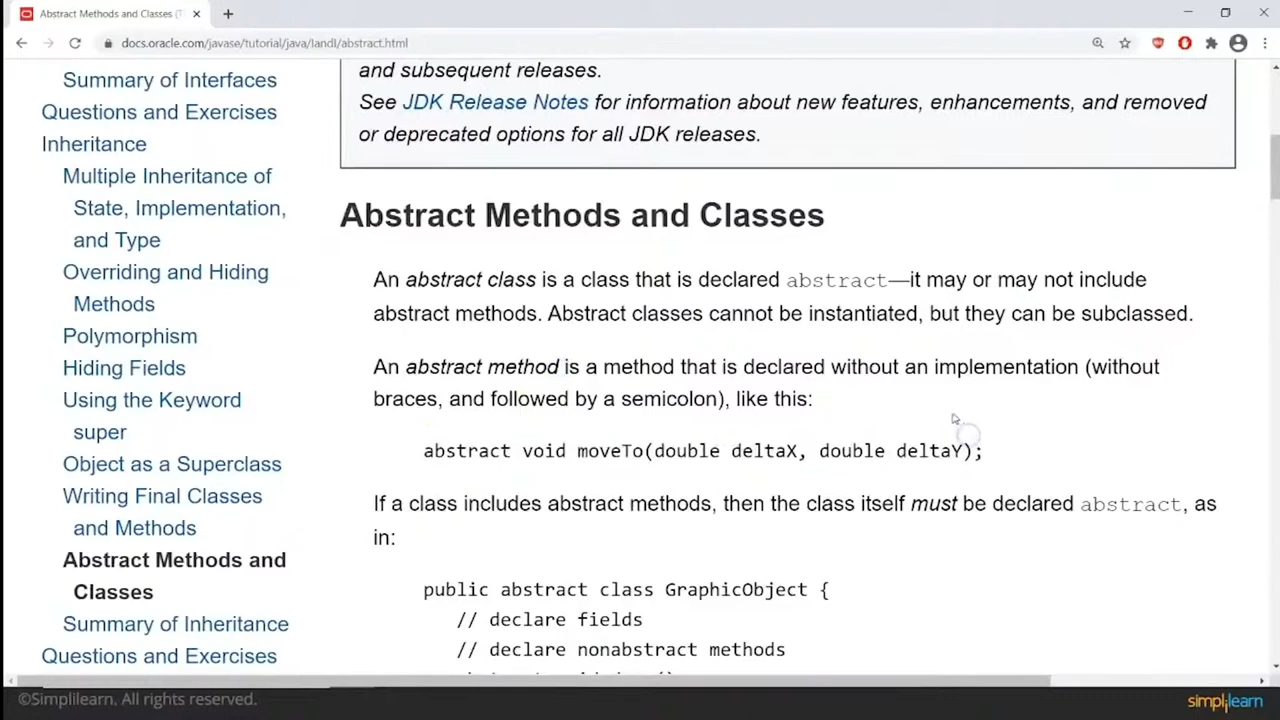 Abstract Methods and Classes (T
docs.oracle.com/javase/tutorial/java/IandI/abstract.html
Summary of Interfaces
Questions and Exercises
Inheritance
Multiple Inheritance of
State, Implementation,
and Type
Overriding and Hiding
Methods
Polymorphism
Hiding Fields
Using the Keyword
super
Object as a Superclass
Writing Final Classes
and Methods
Abstract Methods and
Classes
Summary of Inheritance
Questions and Exercises
and subsequent releases.
See JDK Release Notes for information about new features, enhancements, and removed
or deprecated options for all JDK releases.
Abstract Methods and Classes
An abstract class is a class that is declared abstract—it may or may not include
abstract methods. Abstract classes cannot be instantiated, but they can be subclassed.
An abstract method is a method that is declared without an implementation (without
braces, and followed by a semicolon), like this:
abstract void moveTo(double deltaX, double deltaY);
If a class includes abstract methods, then the class itself must be declared abstract, as
in:
public abstract class GraphicObject {
// declare fields
// declare nonabstract methods
©Simplilearn. All rights reserved.
simplilearn